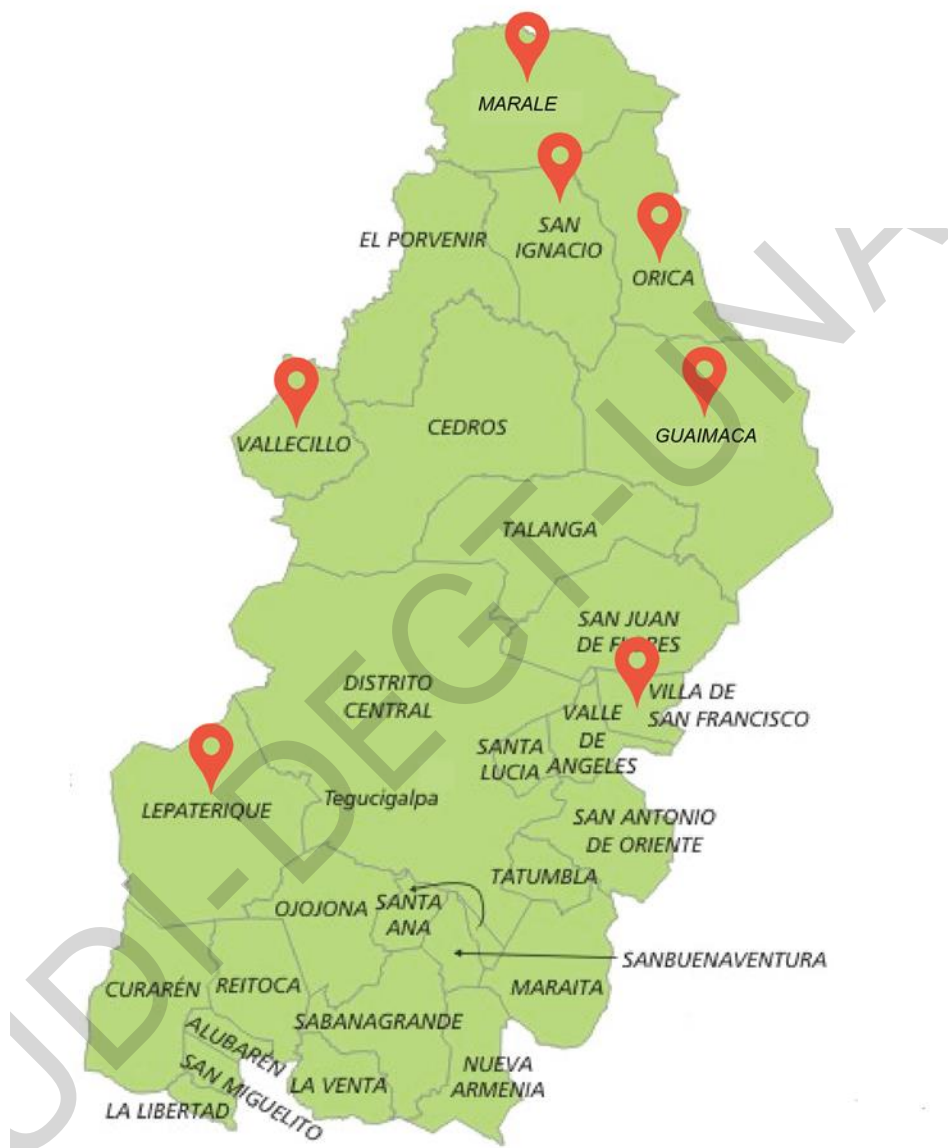 MARALE
SAN
IGNACIO
EL PORVENIR
ORICA
VALLECILLO
CEDROS
GUAIMACA
TALANGA
SAN JUAN
DE FLORES
DISTRITO
CENTRAL
VILLA DE
SAN FRANCISCO
VALLE
DE
ANGELES
SANTA
LUCIA
Tegucigalpa
LEPATERIQUE
SAN ANTONIO
DE ORIENTE
TATUMBLA
OJOJONA
SANTA
ANA
SANBUENAVENTURA
CURARÉN
REITOCA
MARAITA
SABANAGRANDE
ALUBARÉN
SAN MIGUELITO
LA VENTA
NUEVA
ARMENIA
LA LIBERTAD
UDI-DEGT-UNA